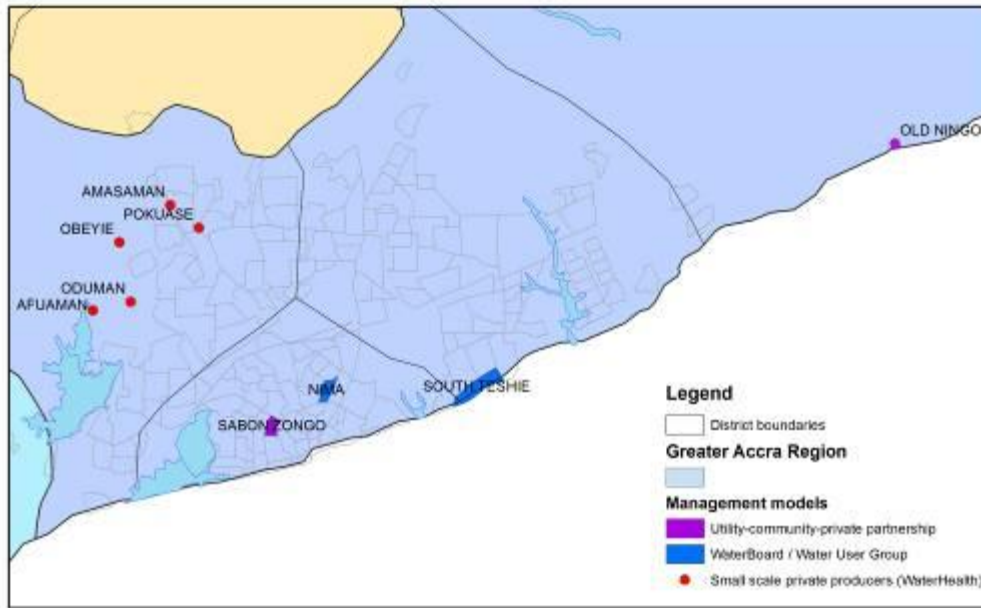 OLD NINGO
AMASAMAN
POKUASE
OBEYIE
ODUMAN
AFUAMAN
NIMA
SOUTH TESHIE
SABON ZONGO
Legend
District boundaries
Greater Accra Region
Management models
Utility-community-private partnership
WaterBoard / Water User Group
Small scale private producers (WaterHealth)